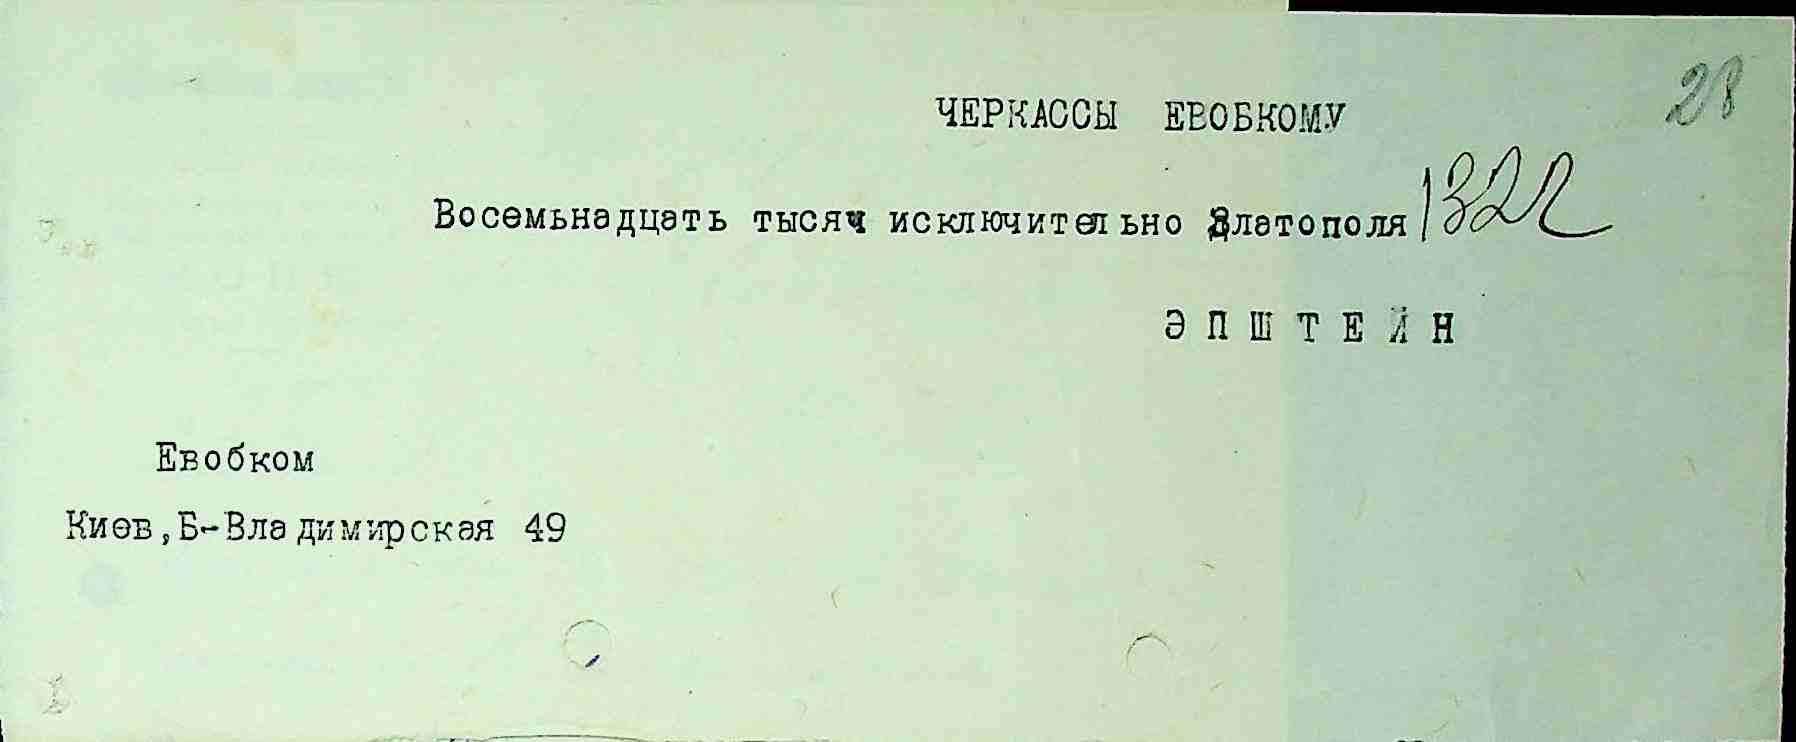 28
ЧЕРКАССЫ ЕВОБКОМУ
Восемьнадцать тысяч исключительно Златополя 1322
ЭПШТЕЙН
Евобком
Киев, Б-Владимирская 49